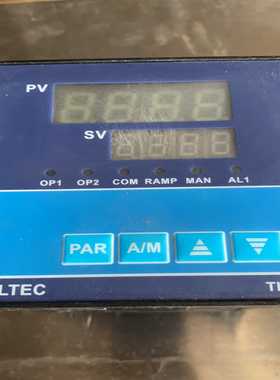 PV
SV
OP1 OP2 COM RAMP MAN AL1
PAR A/M
LTEC